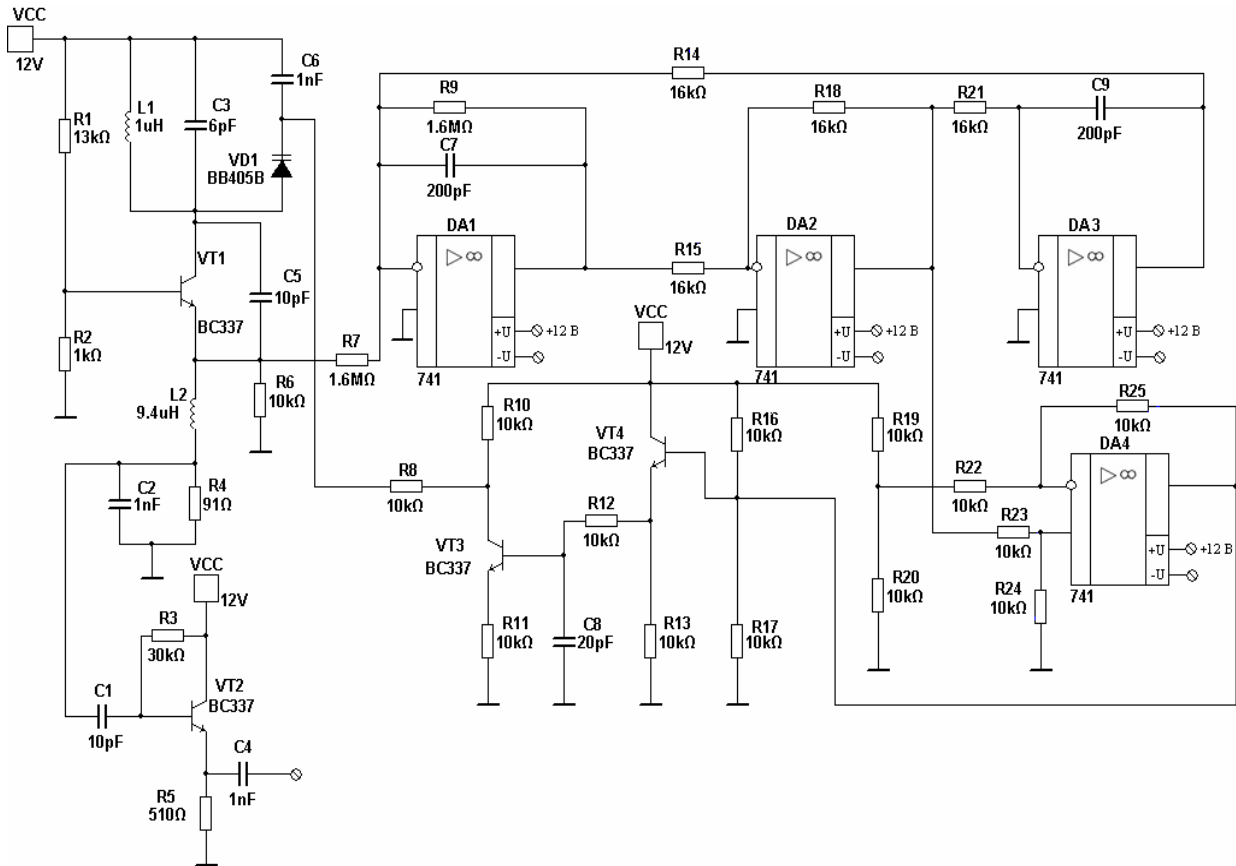 VCC
12V
R1
13kΩ
L1
1uH
C3
6pF
C6
1nF
VD1
BB405B
R14
16kΩ
R9
1.6MΩ
C7
200pF
R18
16kΩ
R21
16kΩ
C9
200pF
DA1
▷∞
+U
-U
+12 В
741
R15
16kΩ
DA2
▷∞
+U
-U
+12 В
741
DA3
▷∞
+U
-U
+12 В
741
VT1
BC337
C5
10pF
R2
1kΩ
R7
1.6MΩ
R6
10kΩ
L2
9.4uH
C2
1nF
R4
91Ω
VCC
12V
R10
10kΩ
VT4
BC337
R16
10kΩ
R19
10kΩ
R25
10kΩ
DA4
▷∞
+U
-U
+12 В
741
R8
10kΩ
R12
10kΩ
R22
10kΩ
R23
10kΩ
VT3
BC337
R11
10kΩ
C8
20pF
R13
10kΩ
R17
10kΩ
R20
10kΩ
R24
10kΩ
VCC
12V
R3
30kΩ
VT2
BC337
C1
10pF
C4
1nF
R5
510Ω